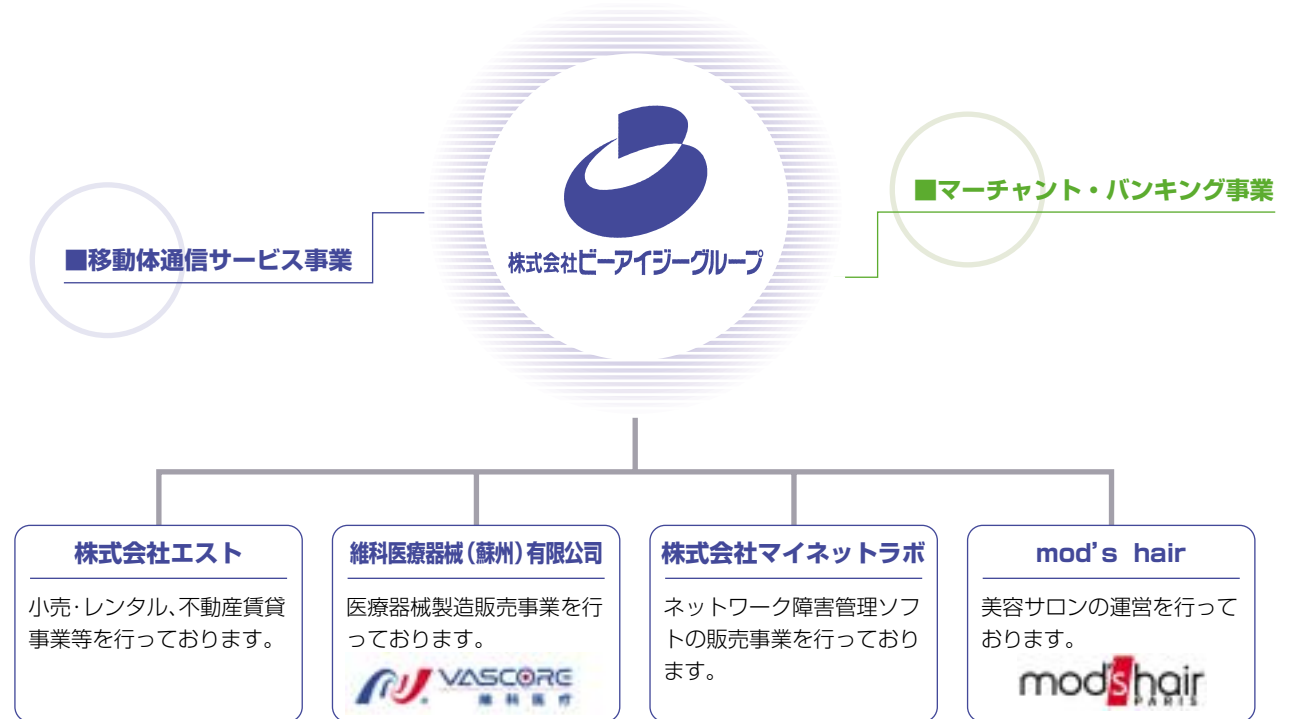 ■マーチャント・バンキング事業
■移動体通信サービス事業
株式会社ビーアイジーグループ
株式会社エスト
小売・レンタル、不動産賃貸
事業等を行っております。
維科医療器械（蘇州）有限公司
医療器械製造販売事業を行
っております。
VASCORE
維科医疗
株式会社マイネットラボ
ネットワーク障害管理ソフ
トの販売事業を行っており
ます。
mod's hair
美容サロンの運営を行って
おります。
mod's hair
PARIS